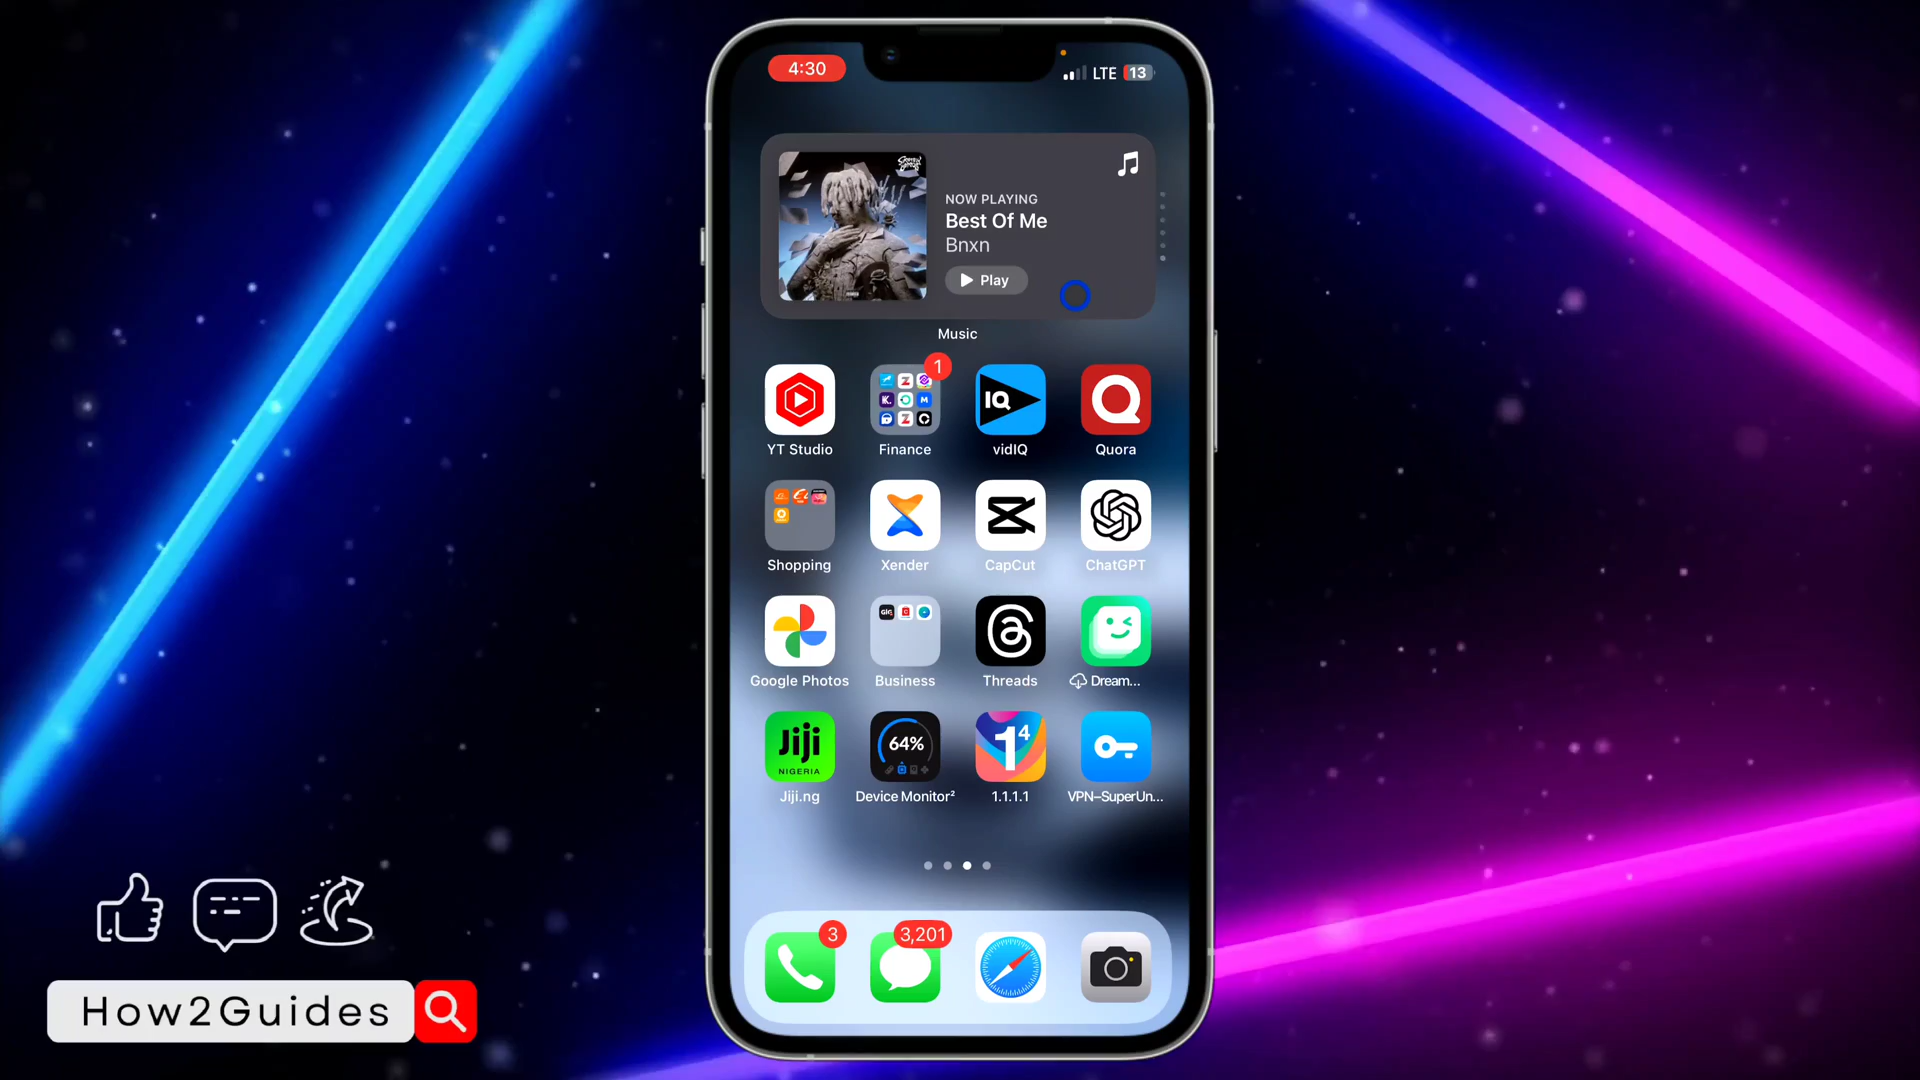 4:30
LTE 13
NOW PLAYING
Best Of Me
Bnxn
Play
Music
1
IQ
YT Studio
Finance
vidIQ
Quora
Shopping
Xender
CapCut
ChatGPT
Google Photos
Business
Threads
Dream...
Jiji
NIGERIA
64%
1⁴
Jiji.ng
Device Monitor²
1.1.1.1
VPN–SuperUn...
3
3,201
How2Guides